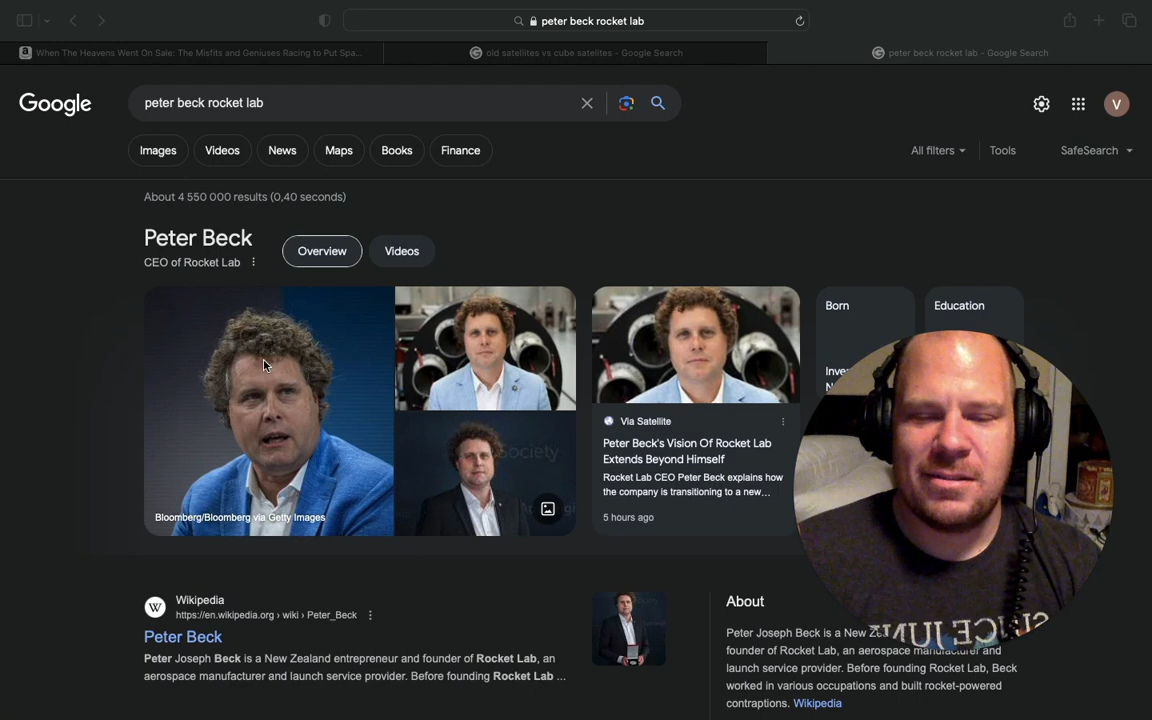 peter beck rocket lab
When The Heavens Went On Sale: The Misfits and Geniuses Racing to Put Spa...
old satellites vs cube satelites - Google Search
peter beck rocket lab - Google Search
Google
peter beck rocket lab
V
Images
Videos
News
Maps
Books
Finance
All filters
Tools
SafeSearch
About 4 550 000 results (0,40 seconds)
Peter Beck
CEO of Rocket Lab
Overview
Videos
Bloomberg/Bloomberg via Getty Images
Society
Via Satellite
Peter Beck's Vision Of Rocket Lab
Extends Beyond Himself
Rocket Lab CEO Peter Beck explains how
the company is transitioning to a new...
5 hours ago
Born
Education
W
Wikipedia
https://en.wikipedia.org › wiki › Peter_Beck
Peter Beck
Peter Joseph Beck is a New Zealand entrepreneur and founder of Rocket Lab, an
aerospace manufacturer and launch service provider. Before founding Rocket Lab ...
About
Peter Joseph Beck is a New
founder of Rocket Lab, an aerospace manufacturer and
launch service provider. Before founding Rocket Lab, Beck
worked in various occupations and built rocket-powered
contraptions. Wikipedia